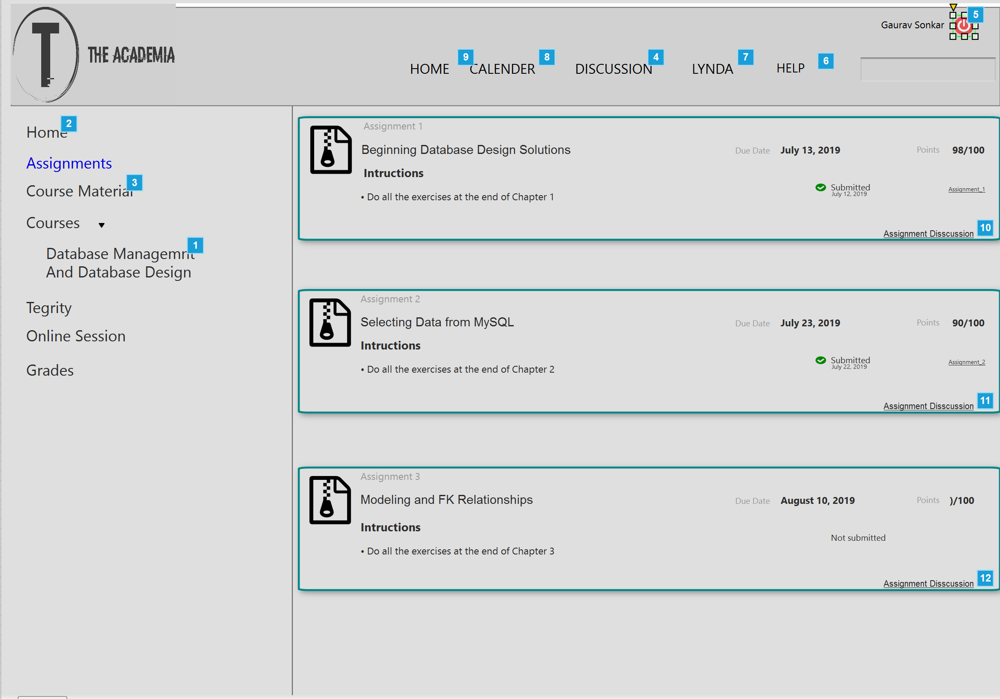 5
Gaurav Sonkar
THE ACADEMIA
9
8
4
7
6
HOME
CALENDER
DISCUSSION
LYNDA
HELP
2
Home
Assignments
3
Course Material
Courses
1
Database Managemnt
And Database Design
Tegrity
Online Session
Grades
Assignment 1
Beginning Database Design Solutions
Due Date July 13, 2019
Points 98/100
Intructions
• Do all the exercises at the end of Chapter 1
Submitted
July 12, 2019
Assignment_1
10
Assignment Disscussion
Assignment 2
Selecting Data from MySQL
Due Date July 23, 2019
Points 90/100
Intructions
• Do all the exercises at the end of Chapter 2
Submitted
July 22, 2019
Assignment_2
11
Assignment Disscussion
Assignment 3
Modeling and FK Relationships
Due Date August 10, 2019
Points )/100
Intructions
• Do all the exercises at the end of Chapter 3
Not submitted
12
Assignment Disscussion